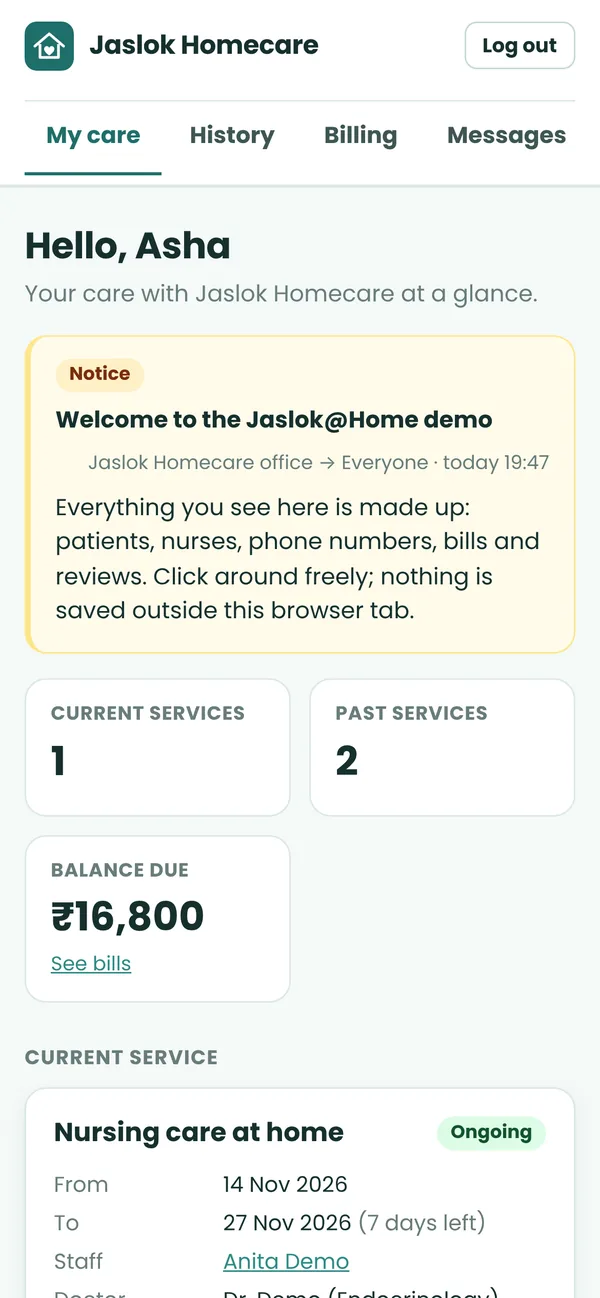 Jaslok Homecare
Log out
My care
History
Billing
Messages
Hello, Asha
Your care with Jaslok Homecare at a glance.
Notice
Welcome to the Jaslok@Home demo
Jaslok Homecare office → Everyone · today 19:47
Everything you see here is made up:
patients, nurses, phone numbers, bills and
reviews. Click around freely; nothing is
saved outside this browser tab.
CURRENT SERVICES
1
PAST SERVICES
2
BALANCE DUE
₹16,800
See bills
CURRENT SERVICE
Nursing care at home
Ongoing
From 14 Nov 2026
To 27 Nov 2026 (7 days left)
Staff Anita Demo
Doctor Dr. Demo (Endocrinology)